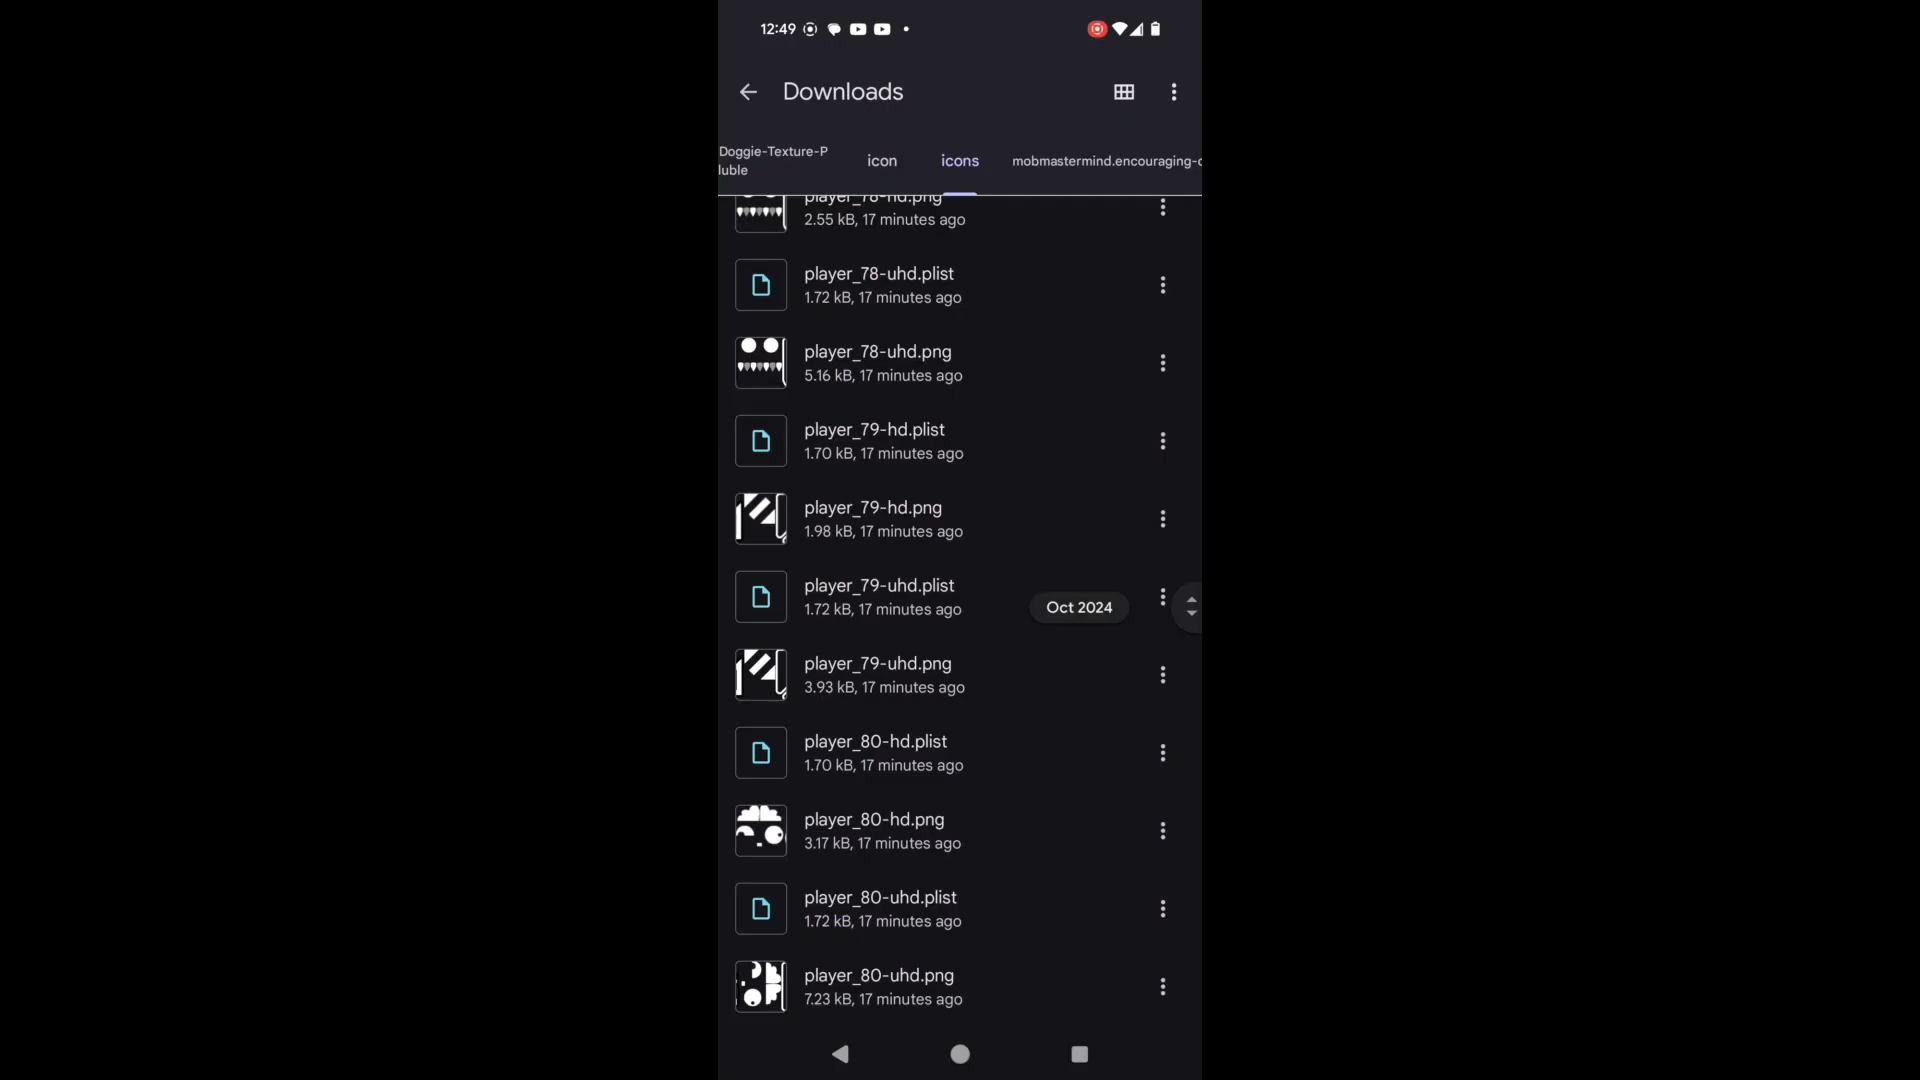 12:49
Downloads
Doggie-Texture-P
luble
icon
icons
mobmastermind.encouraging-c
player_78-hd.png
2.55 kB, 17 minutes ago
player_78-uhd.plist
1.72 kB, 17 minutes ago
player_78-uhd.png
5.16 kB, 17 minutes ago
player_79-hd.plist
1.70 kB, 17 minutes ago
player_79-hd.png
1.98 kB, 17 minutes ago
player_79-uhd.plist
1.72 kB, 17 minutes ago
Oct 2024
player_79-uhd.png
3.93 kB, 17 minutes ago
player_80-hd.plist
1.70 kB, 17 minutes ago
player_80-hd.png
3.17 kB, 17 minutes ago
player_80-uhd.plist
1.72 kB, 17 minutes ago
player_80-uhd.png
7.23 kB, 17 minutes ago